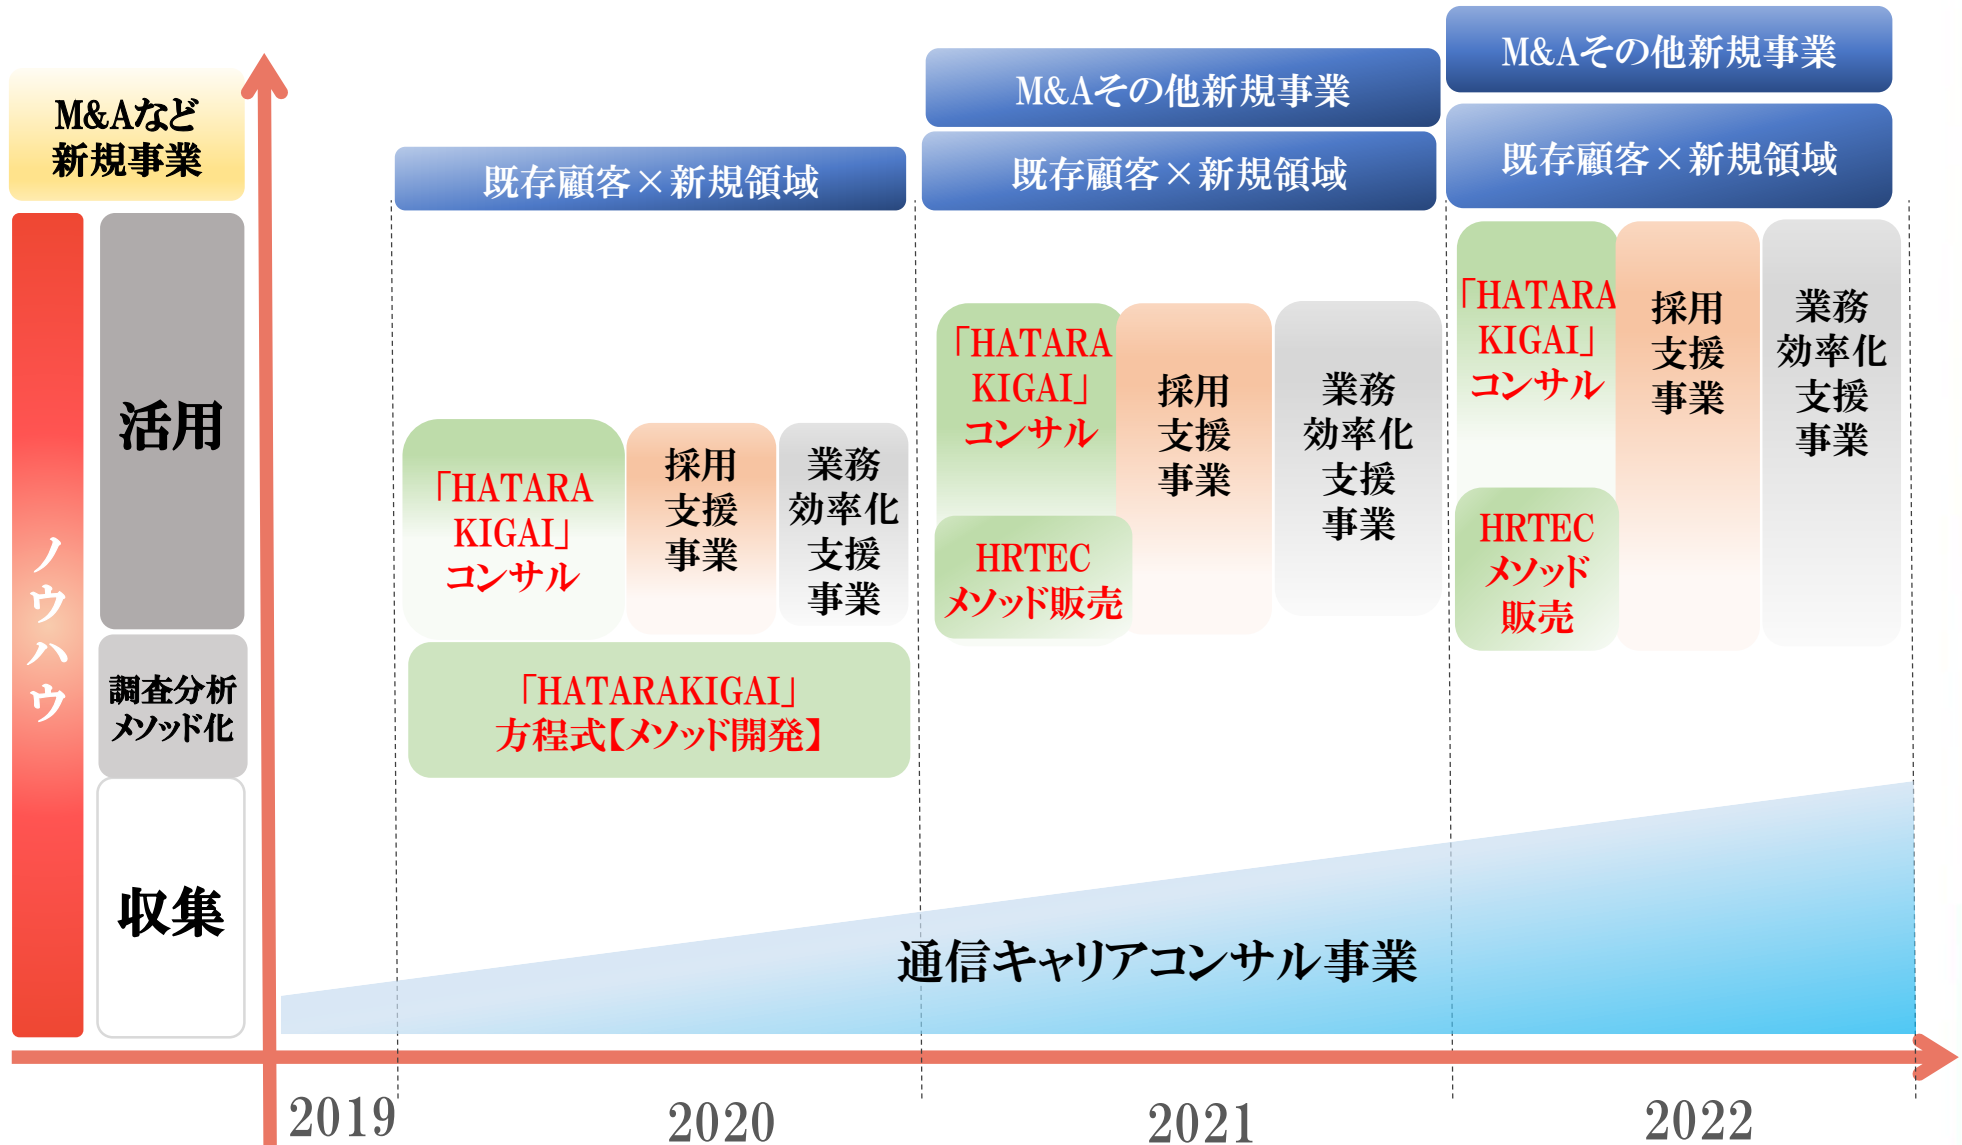 M&Aなど
新規事業
ノウハウ
活用
調査分析
メソッド化
収集
既存顧客×新規領域
「HATARA
KIGAI」
コンサル
採用
支援
事業
業務
効率化
支援
事業
「HATARAKIGAI」
方程式【メソッド開発】
M&Aその他新規事業
既存顧客×新規領域
「HATARA
KIGAI」
コンサル
HRTEC
メソッド販売
採用
支援
事業
業務
効率化
支援
事業
M&Aその他新規事業
既存顧客×新規領域
「HATARA
KIGAI」
コンサル
HRTEC
メソッド
販売
採用
支援
事業
業務
効率化
支援
事業
通信キャリアコンサル事業
2019
2020
2021
2022